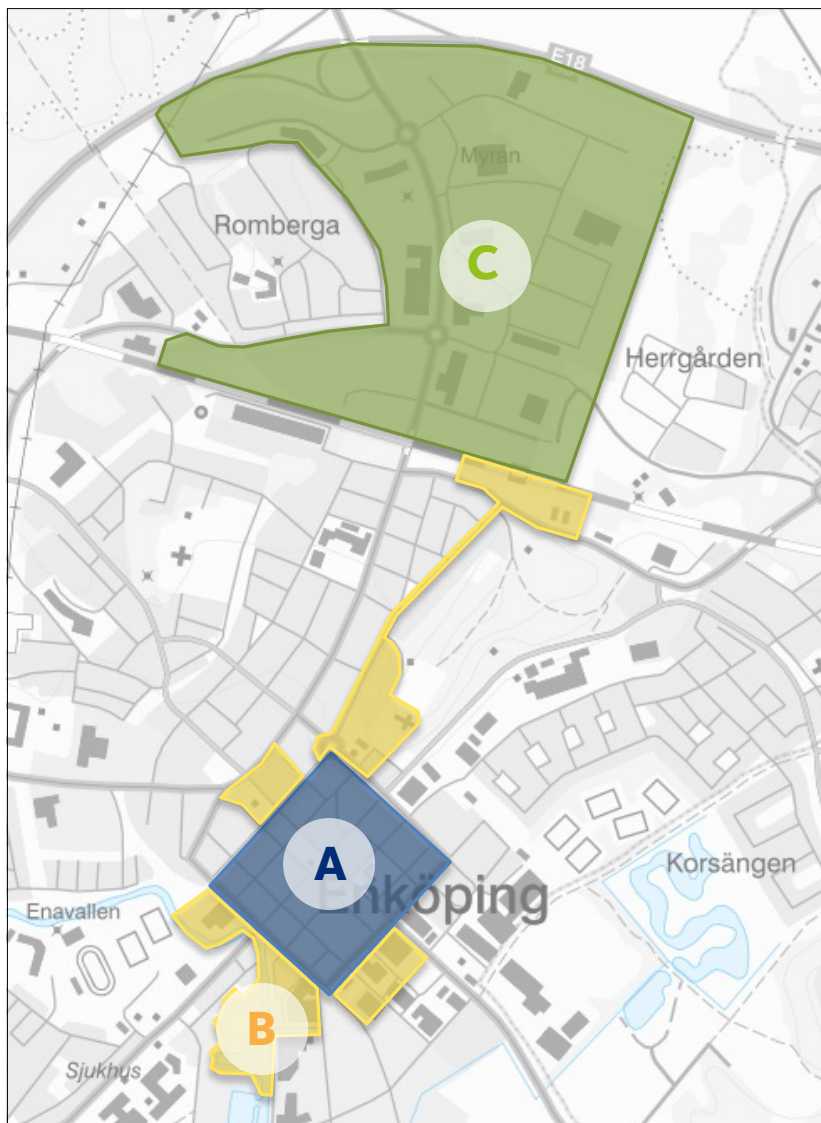 E18
Myran
Romberga
C
Herrgården
A
Korsängen
Enköping
Enavallen
B
Sjukhus